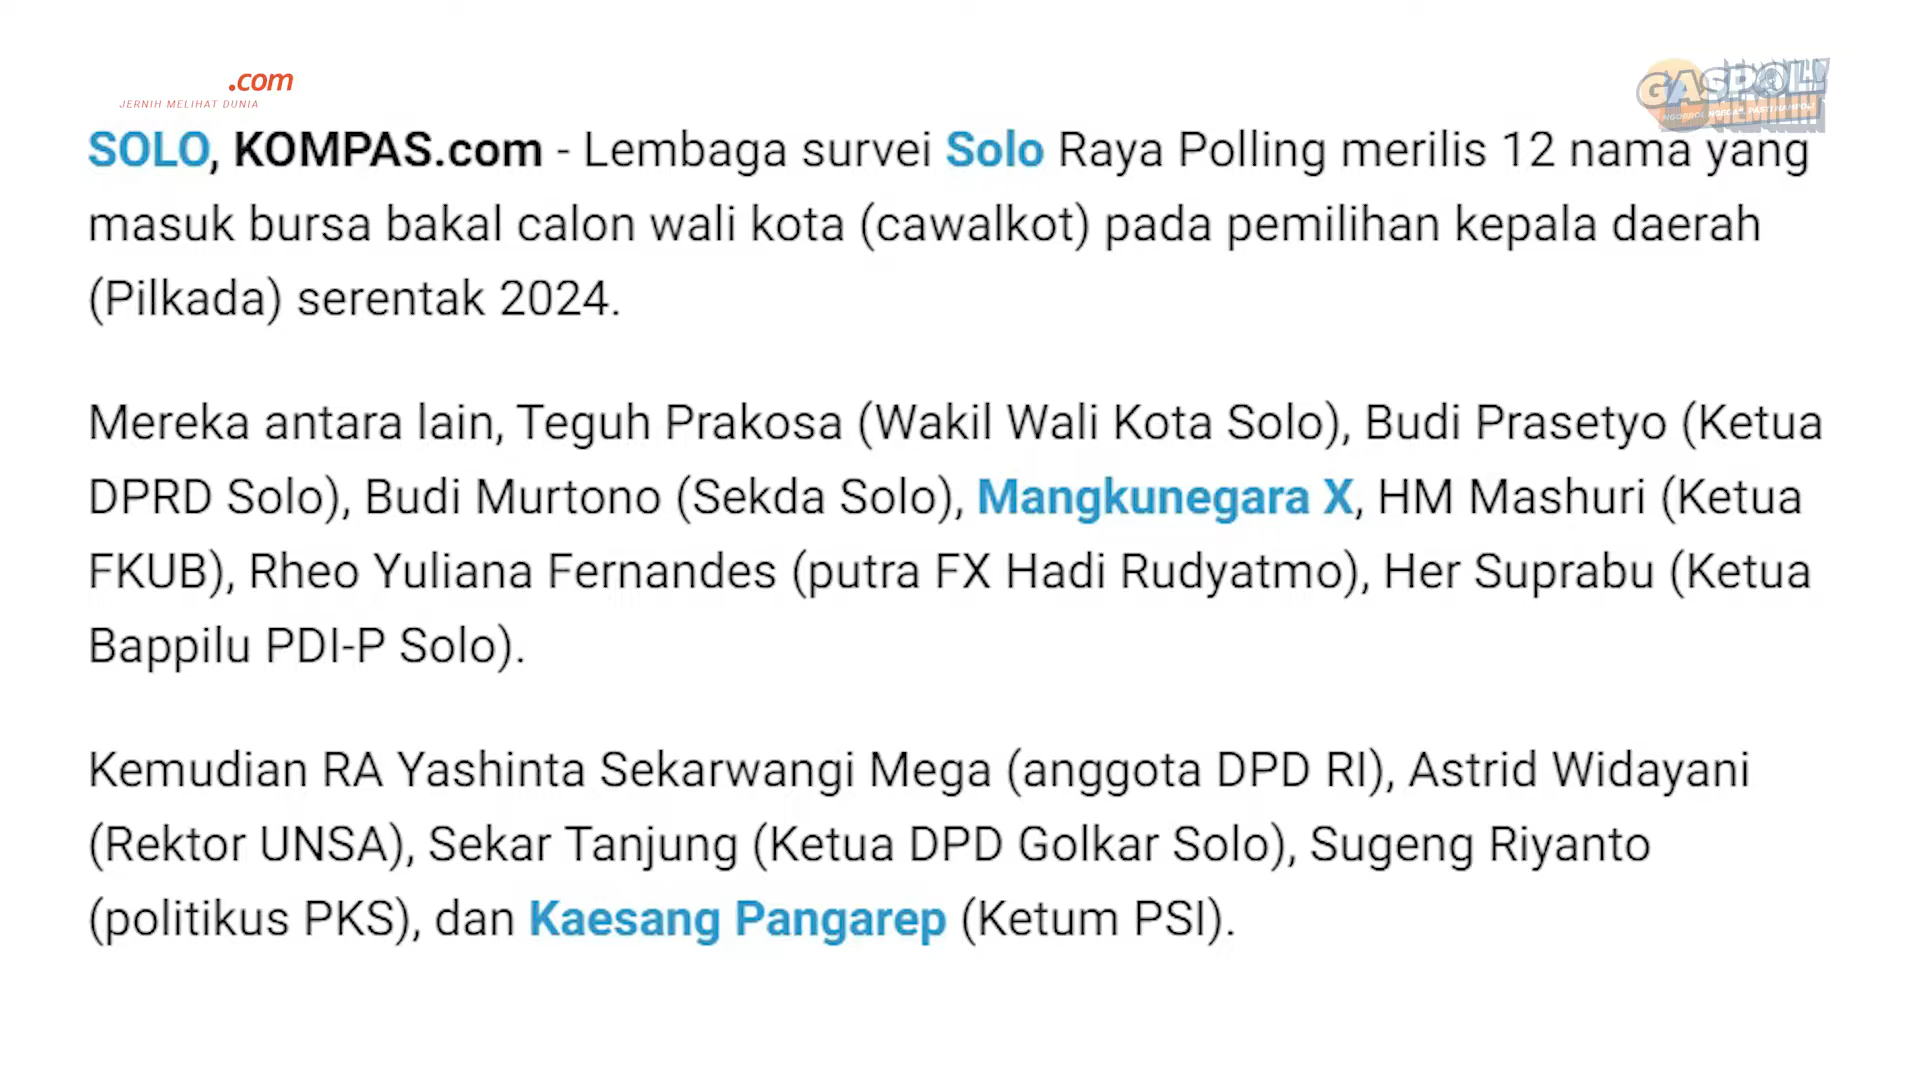 .com
JERNIH MELIHAT DUNIA
GASPOL!
PEMILIH
SOLO, KOMPAS.com - Lembaga survei Solo Raya Polling merilis 12 nama yang
masuk bursa bakal calon wali kota (cawalkot) pada pemilihan kepala daerah
(Pilkada) serentak 2024.
Mereka antara lain, Teguh Prakosa (Wakil Wali Kota Solo), Budi Prasetyo (Ketua
DPRD Solo), Budi Murtono (Sekda Solo), Mangkunegara X, HM Mashuri (Ketua
FKUB), Rheo Yuliana Fernandes (putra FX Hadi Rudyatmo), Her Suprabu (Ketua
Bappilu PDI-P Solo).
Kemudian RA Yashinta Sekarwangi Mega (anggota DPD RI), Astrid Widayani
(Rektor UNSA), Sekar Tanjung (Ketua DPD Golkar Solo), Sugeng Riyanto
(politikus PKS), dan Kaesang Pangarep (Ketum PSI).